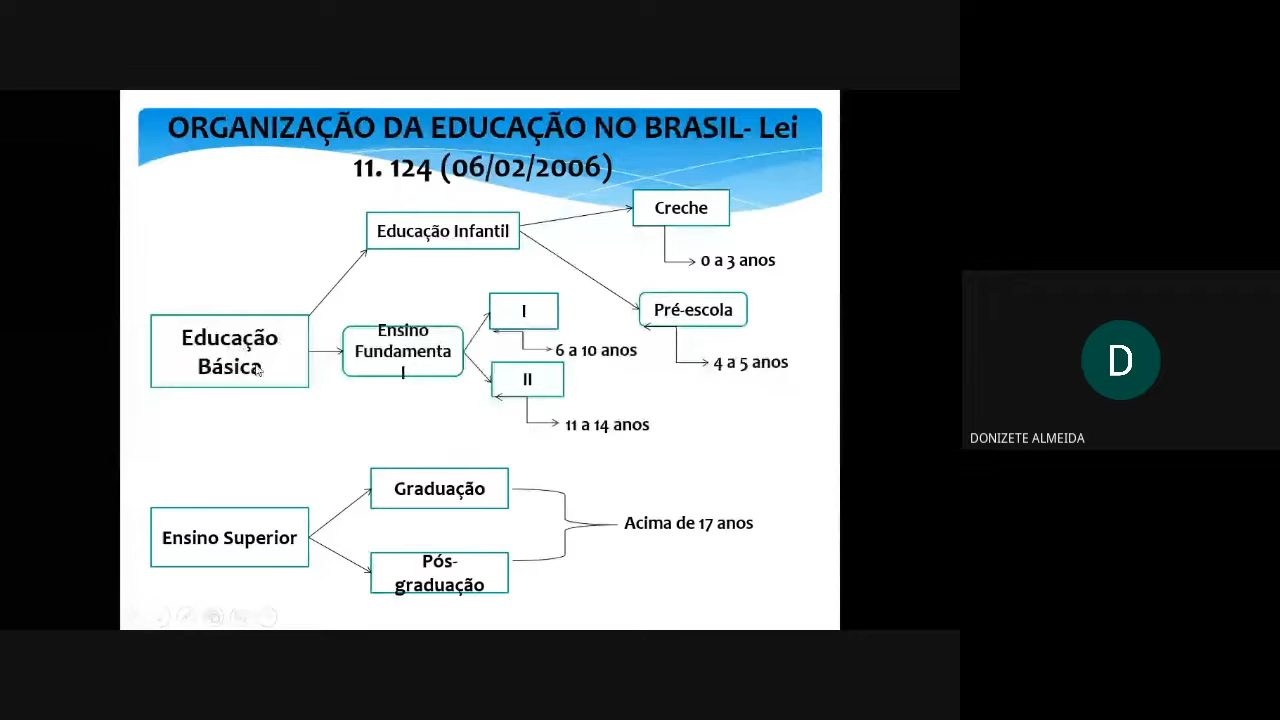 ORGANIZAÇÃO DA EDUCAÇÃO NO BRASIL- Lei
11. 124 (06/02/2006)
Creche
Educação Infantil
0 a 3 anos
Pré-escola
4 a 5 anos
I
6 a 10 anos
Educação
Básica
Ensino
Fundamenta
l
II
11 a 14 anos
Graduação
Acima de 17 anos
Ensino Superior
Pós-
graduação
D
DONIZETE ALMEIDA